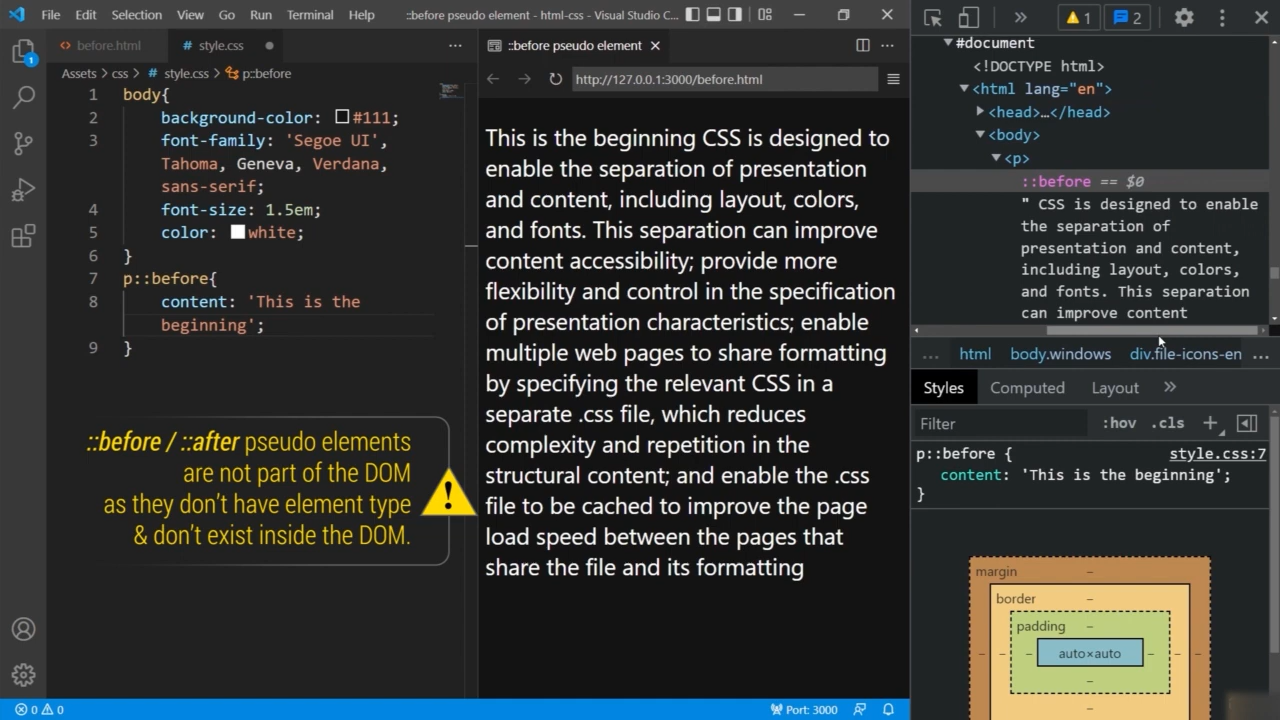 File Edit Selection View Go Run Terminal Help ::before pseudo element - html-css - Visual Studio C...
before.html style.css
Assets > css > # style.css > p::before
1 body{
2 background-color: #111;
3 font-family: 'Segoe UI',
Tahoma, Geneva, Verdana,
sans-serif;
4 font-size: 1.5em;
5 color: white;
6 }
7 p::before{
8 content: 'This is the
beginning';
9 }
::before / ::after pseudo elements
are not part of the DOM
as they don't have element type
& don't exist inside the DOM.
!
1
0 0
::before pseudo element
http://127.0.0.1:3000/before.html
This is the beginning CSS is designed to
enable the separation of presentation
and content, including layout, colors,
and fonts. This separation can improve
content accessibility; provide more
flexibility and control in the specification
of presentation characteristics; enable
multiple web pages to share formatting
by specifying the relevant CSS in a
separate .css file, which reduces
complexity and repetition in the
structural content; and enable the .css
file to be cached to improve the page
load speed between the pages that
share the file and its formatting
Port: 3000
1 2
#document
<!DOCTYPE html>
<html lang="en">
<head>…</head>
<body>
<p>
::before == $0
" CSS is designed to enable
the separation of
presentation and content,
including layout, colors,
and fonts. This separation
can improve content
... html body.windows div.file-icons-en ...
Styles Computed Layout
Filter :hov .cls
p::before { style.css:7
content: 'This is the beginning';
}
margin –
border –
padding –
– – – auto×auto – – –
–
–